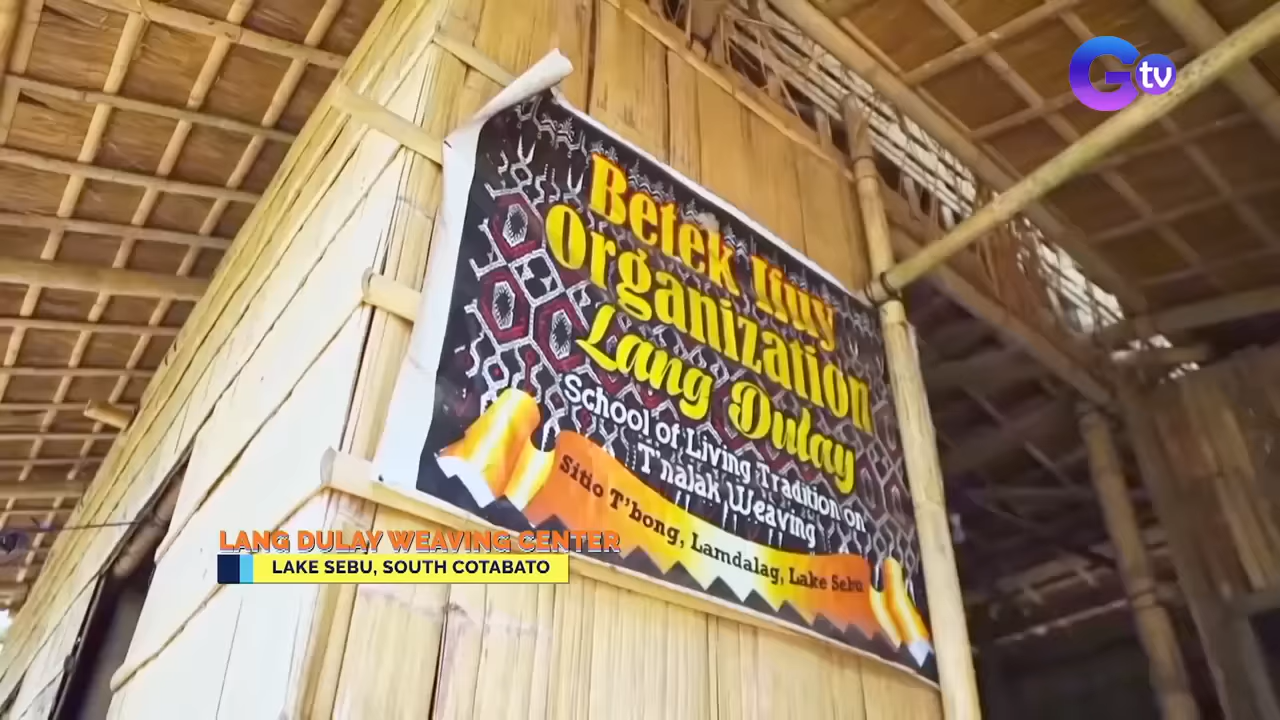 Gtv
Betek Ifuy
Organization
Lang Dulay
School of Living Tradition on
T'nalak Weaving
Sitio T'bong, Lamdalag, Lake Sebu
LANG DULAY WEAVING CENTER
LAKE SEBU, SOUTH COTABATO